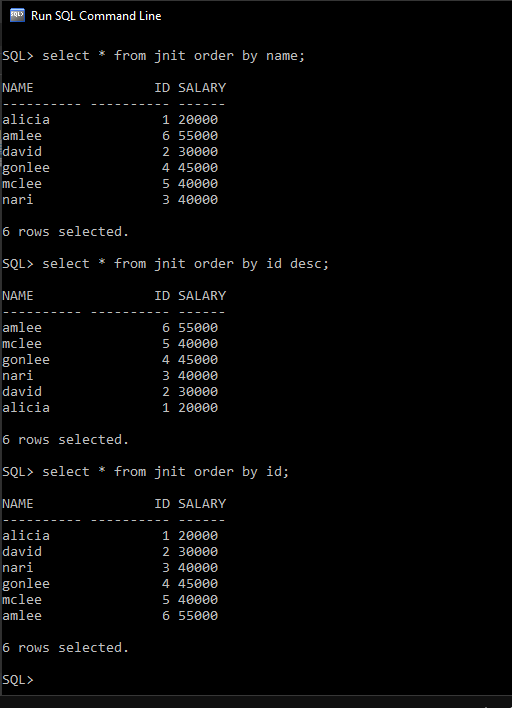 Run SQL Command Line
SQL> select * from jnit order by name;
NAME               ID SALARY
---------- ---------- ------
alicia              1 20000
amlee               6 55000
david               2 30000
gonlee              4 45000
mclee               5 40000
nari                3 40000
6 rows selected.
SQL> select * from jnit order by id desc;
NAME               ID SALARY
---------- ---------- ------
amlee               6 55000
mclee               5 40000
gonlee              4 45000
nari                3 40000
david               2 30000
alicia              1 20000
6 rows selected.
SQL> select * from jnit order by id;
NAME               ID SALARY
---------- ---------- ------
alicia              1 20000
david               2 30000
nari                3 40000
gonlee              4 45000
mclee               5 40000
amlee               6 55000
6 rows selected.
SQL>